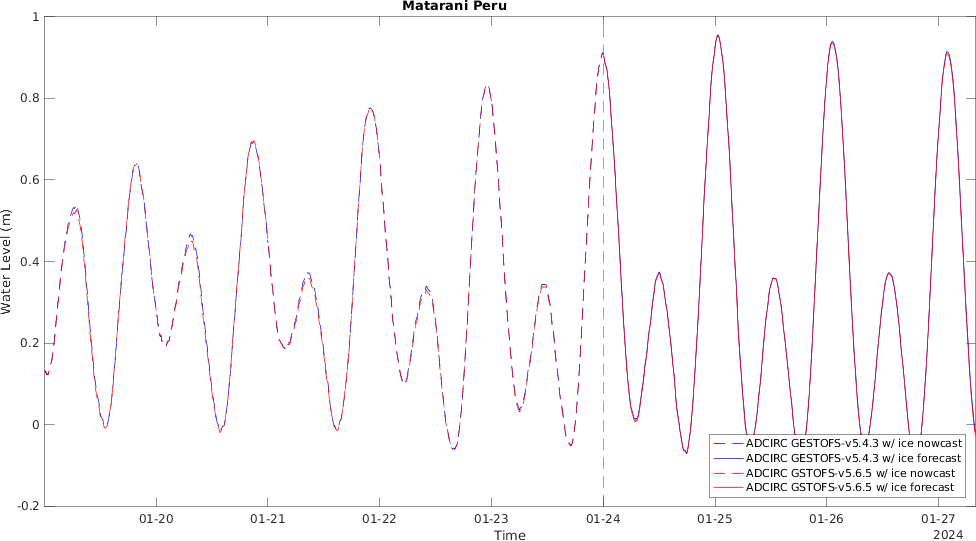 Matarani Peru
1
0.8
0.6
0.4
0.2
0
-0.2
Water Level (m)
01-20 01-21 01-22 01-23 01-24 01-25 01-26 01-27
Time
2024
ADCIRC GESTOFS-v5.4.3 w/ ice nowcast
ADCIRC GESTOFS-v5.4.3 w/ ice forecast
ADCIRC GSTOFS-v5.6.5 w/ ice nowcast
ADCIRC GSTOFS-v5.6.5 w/ ice forecast